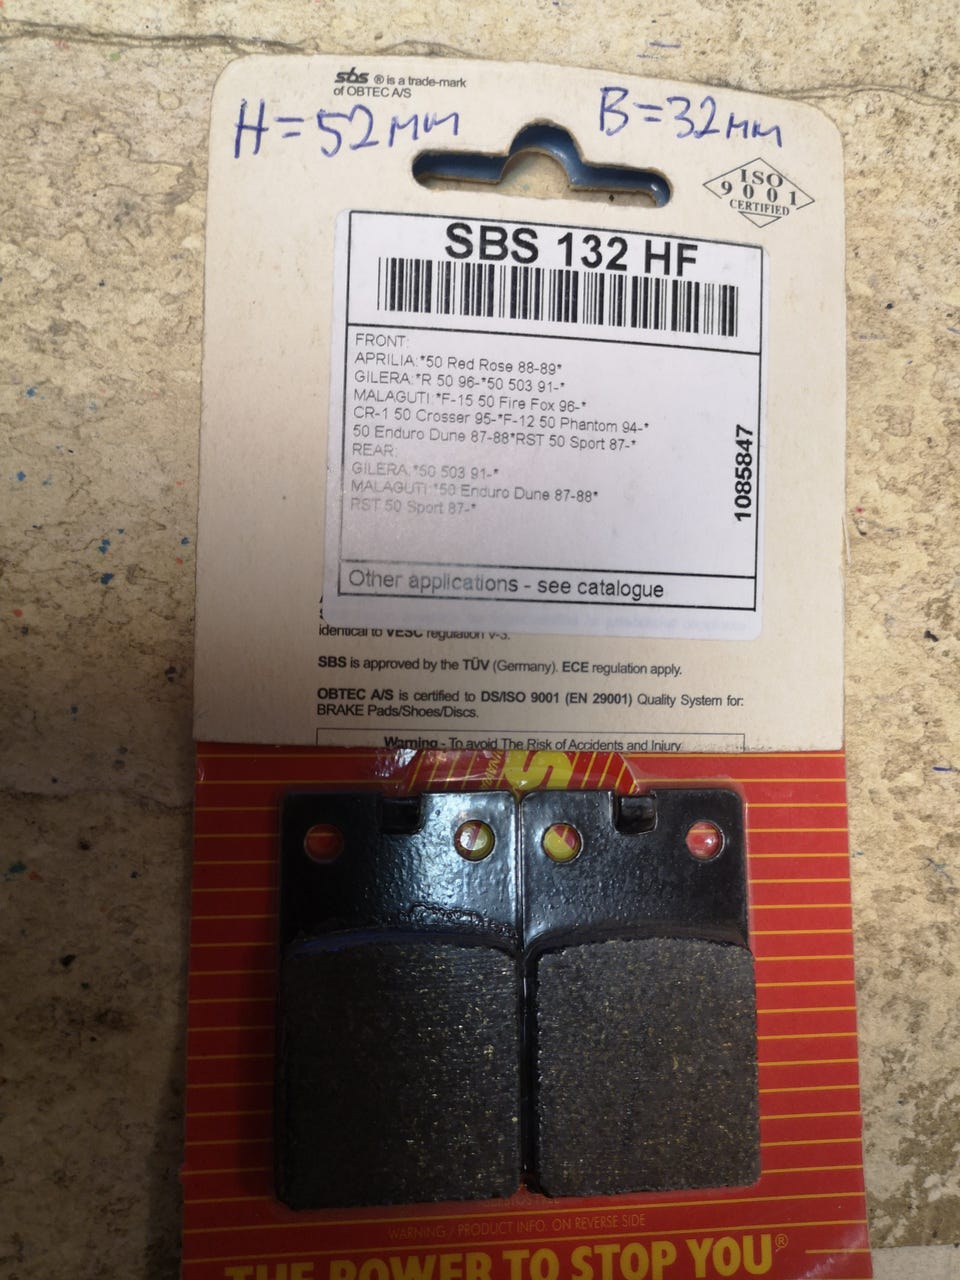 sbs ® is a trade-mark
of OBTEC A/S
H=52мм
B=32мм
ISO
9001
CERTIFIED
SBS 132 HF
FRONT:
APRILIA:*50 Red Rose 88-89*
GILERA:*R 50 96-*50 503 91-*
MALAGUTI:*F-15 50 Fire Fox 96-*
CR-1 50 Crosser 95-*F-12 50 Phantom 94-*
50 Enduro Dune 87-88*RST 50 Sport 87-*
REAR:
GILERA:*50 503 91-*
MALAGUTI:*50 Enduro Dune 87-88*
RST 50 Sport 87-*
1085847
Other applications - see catalogue
identical to VESC regulation V-3.
SBS is approved by the TÜV (Germany). ECE regulation apply.
OBTEC A/S is certified to DS/ISO 9001 (EN 29001) Quality System for:
BRAKE Pads/Shoes/Discs.
Warning - To avoid The Risk of Accidents and Injury
WARNING / PRODUCT INFO. ON REVERSE SIDE
THE POWER TO STOP YOU®